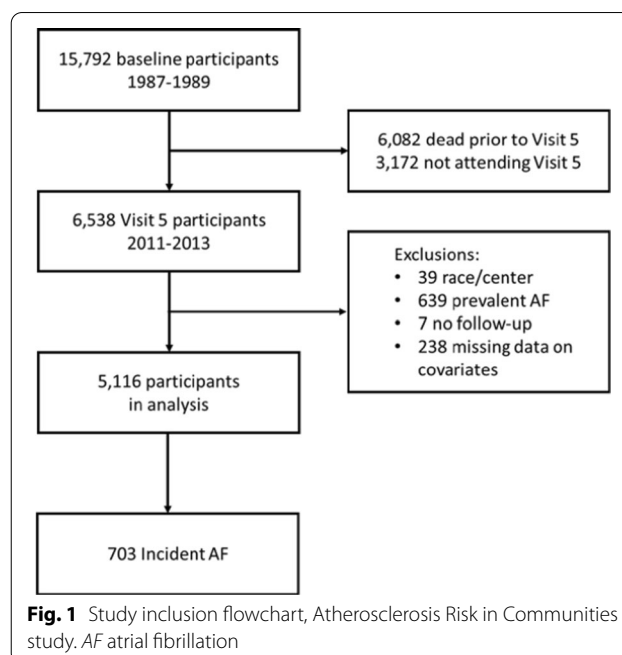 15,792 baseline participants
1987-1989
6,082 dead prior to Visit 5
3,172 not attending Visit 5
6,538 Visit 5 participants
2011-2013
Exclusions:
• 39 race/center
• 639 prevalent AF
• 7 no follow-up
• 238 missing data on
covariates
5,116 participants
in analysis
703 Incident AF
Fig. 1 Study inclusion flowchart, Atherosclerosis Risk in Communities
study. AF atrial fibrillation